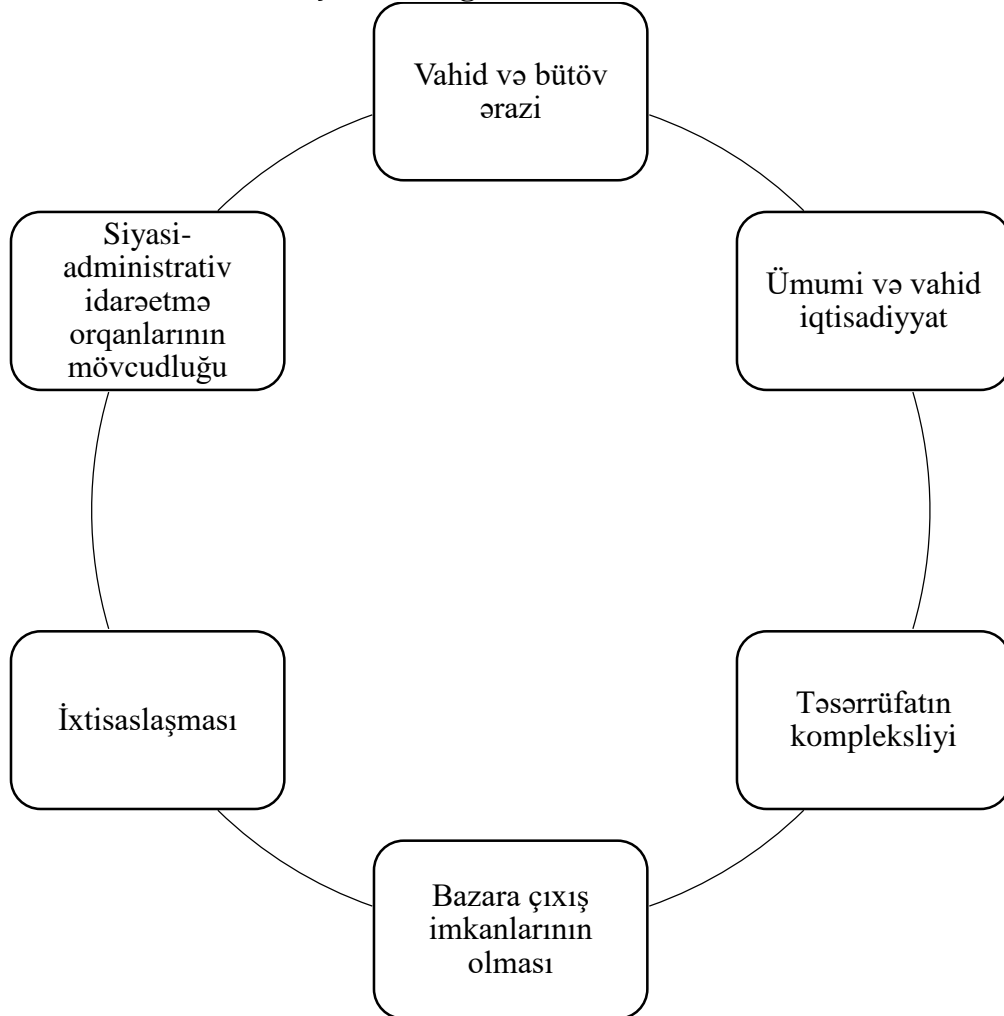 Vahid və bütöv
ərazi
Ümumi və vahid
iqtisadiyyat
Təsərrüfatın
kompleksliyi
Bazara çıxış
imkanlarının
olması
İxtisaslaşması
Siyasi-
administrativ
idarəetmə
orqanlarının
mövcudluğu